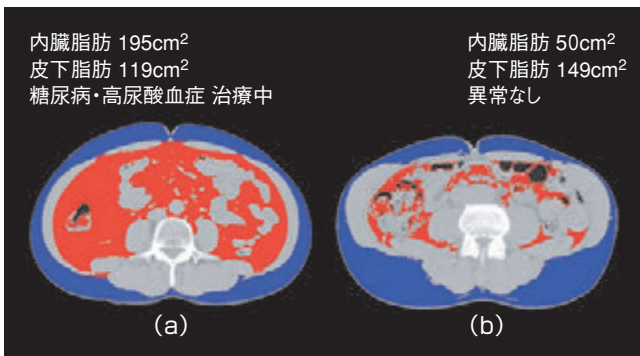 内臓脂肪 195cm²
皮下脂肪 119cm²
糖尿病・高尿酸血症 治療中
内臓脂肪 50cm²
皮下脂肪 149cm²
異常なし
(a)
(b)